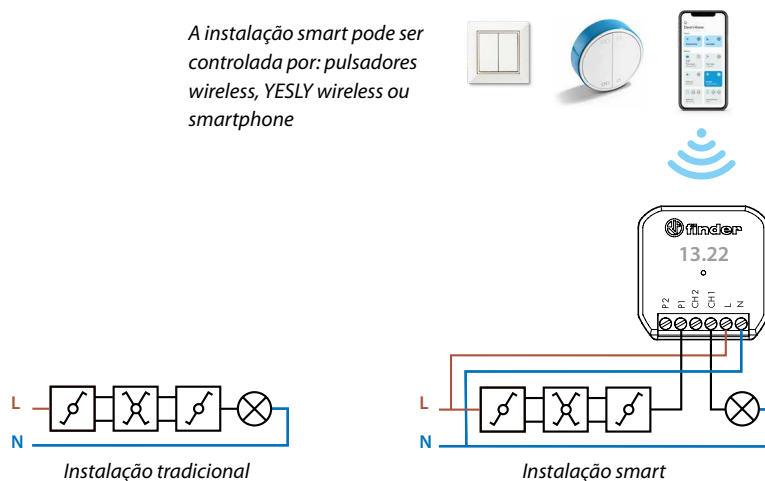 A instalação smart pode ser
controlada por: pulsadores
wireless, YESLY wireless ou
smartphone
finder
13.22
P2
P1
CH 2
CH 1
L
N
L
N
Instalação tradicional
L
N
Instalação smart